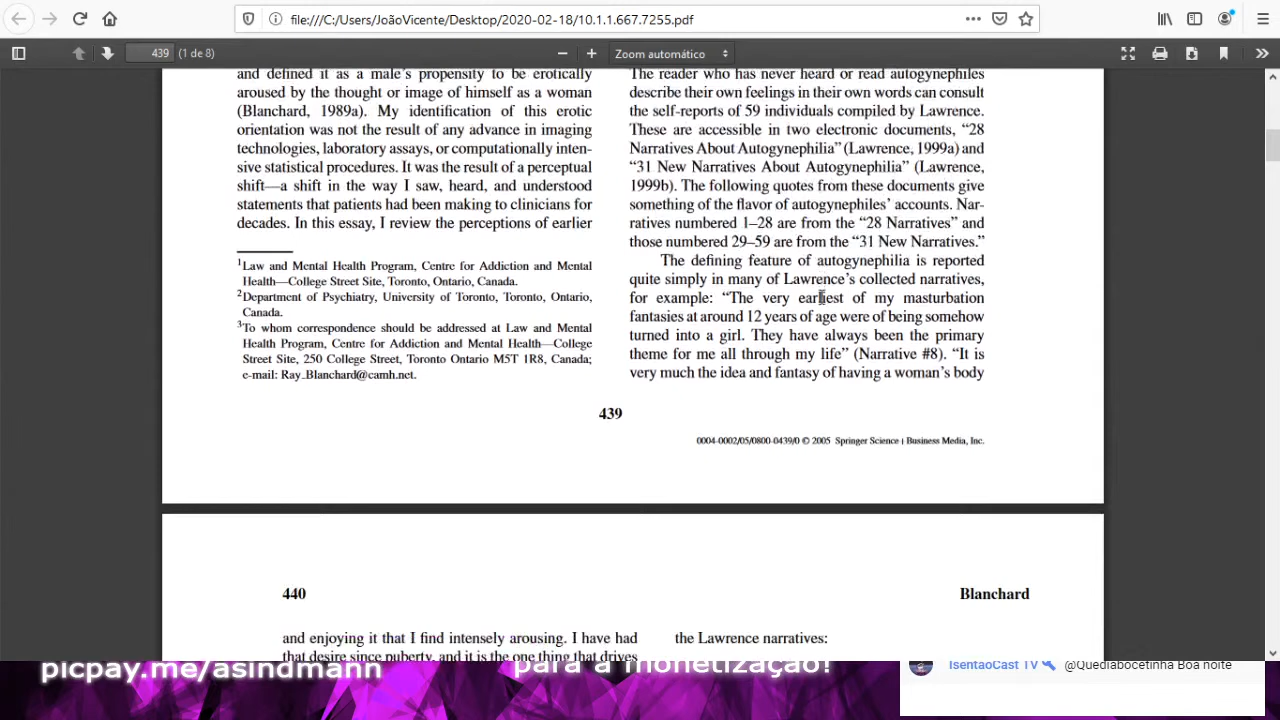 file:///C:/Users/JoãoVicente/Desktop/2020-02-18/10.1.1.667.7255.pdf
439 (1 de 8)
Zoom automático
and defined it as a male's propensity to be erotically
aroused by the thought or image of himself as a woman
(Blanchard, 1989a). My identification of this erotic
orientation was not the result of any advance in imaging
technologies, laboratory assays, or computationally inten-
sive statistical procedures. It was the result of a perceptual
shift—a shift in the way I saw, heard, and understood
statements that patients had been making to clinicians for
decades. In this essay, I review the perceptions of earlier
1Law and Mental Health Program, Centre for Addiction and Mental
Health—College Street Site, Toronto, Ontario, Canada.
2Department of Psychiatry, University of Toronto, Toronto, Ontario,
Canada.
3To whom correspondence should be addressed at Law and Mental
Health Program, Centre for Addiction and Mental Health—College
Street Site, 250 College Street, Toronto Ontario M5T 1R8, Canada;
e-mail: Ray_Blanchard@camh.net.
The reader who has never heard or read autogynephiles
describe their own feelings in their own words can consult
the self-reports of 59 individuals compiled by Lawrence.
These are accessible in two electronic documents, “28
Narratives About Autogynephilia” (Lawrence, 1999a) and
“31 New Narratives About Autogynephilia” (Lawrence,
1999b). The following quotes from these documents give
something of the flavor of autogynephiles’ accounts. Nar-
ratives numbered 1–28 are from the “28 Narratives” and
those numbered 29–59 are from the “31 New Narratives.”
The defining feature of autogynephilia is reported
quite simply in many of Lawrence’s collected narratives,
for example: “The very earliest of my masturbation
fantasies at around 12 years of age were of being somehow
turned into a girl. They have always been the primary
theme for me all through my life” (Narrative #8). “It is
very much the idea and fantasy of having a woman’s body
439
0004-0002/05/0800-0439/0 © 2005 Springer Science+Business Media, Inc.
440
Blanchard
and enjoying it that I find intensely arousing. I have had
that desire since puberty, and it is the one thing that drives
the Lawrence narratives:
picpay.me/asindmann
para a monetização!
IsentaoCast TV @Quediabocetinha Boa noite